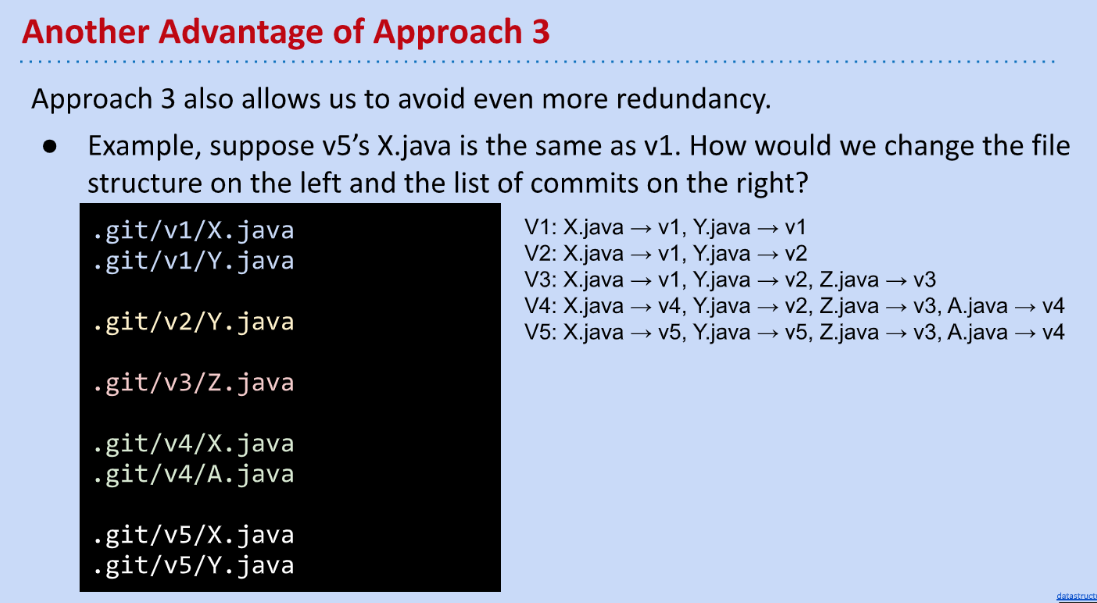 Another Advantage of Approach 3
Approach 3 also allows us to avoid even more redundancy.
● Example, suppose v5’s X.java is the same as v1. How would we change the file
structure on the left and the list of commits on the right?
.git/v1/X.java
.git/v1/Y.java
.git/v2/Y.java
.git/v3/Z.java
.git/v4/X.java
.git/v4/A.java
.git/v5/X.java
.git/v5/Y.java
V1: X.java → v1, Y.java → v1
V2: X.java → v1, Y.java → v2
V3: X.java → v1, Y.java → v2, Z.java → v3
V4: X.java → v4, Y.java → v2, Z.java → v3, A.java → v4
V5: X.java → v5, Y.java → v5, Z.java → v3, A.java → v4